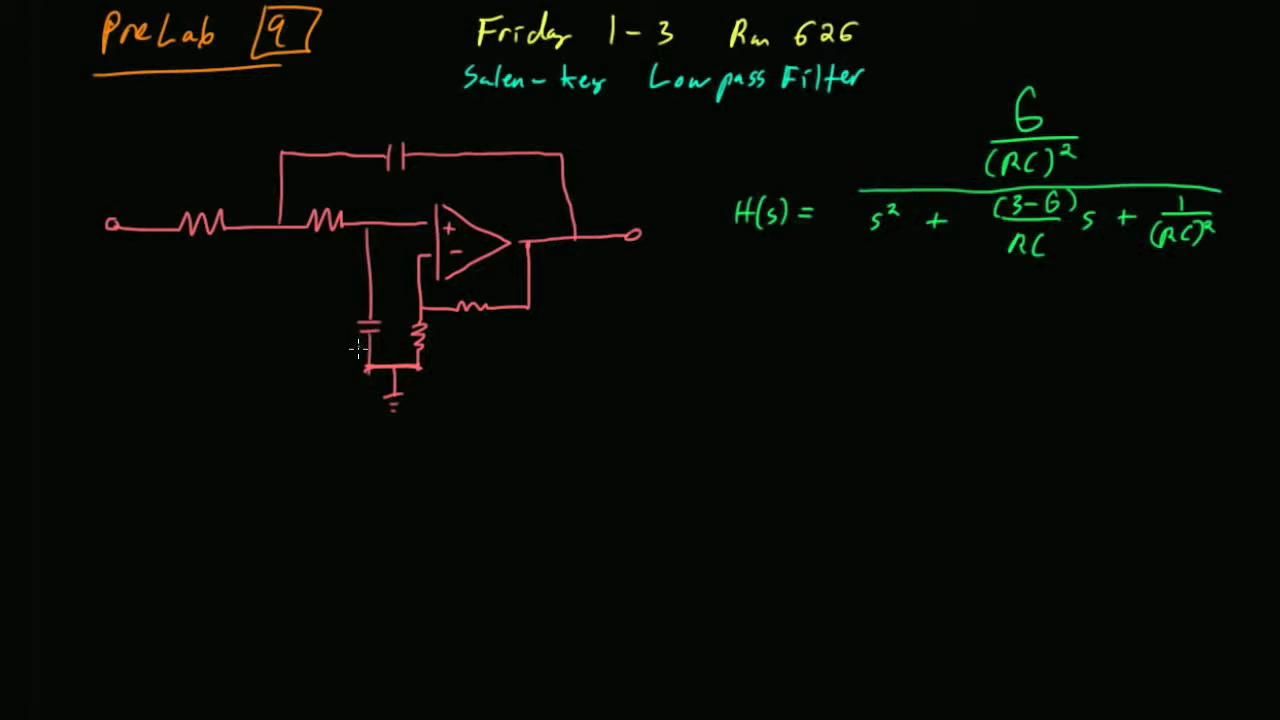 PreLab 9
Friday 1-3 Rm 626
Salen-key Lowpass Filter
H(s) = G/(RC)² / s² + (3-G)/RC s + 1/(RC)²
+
-